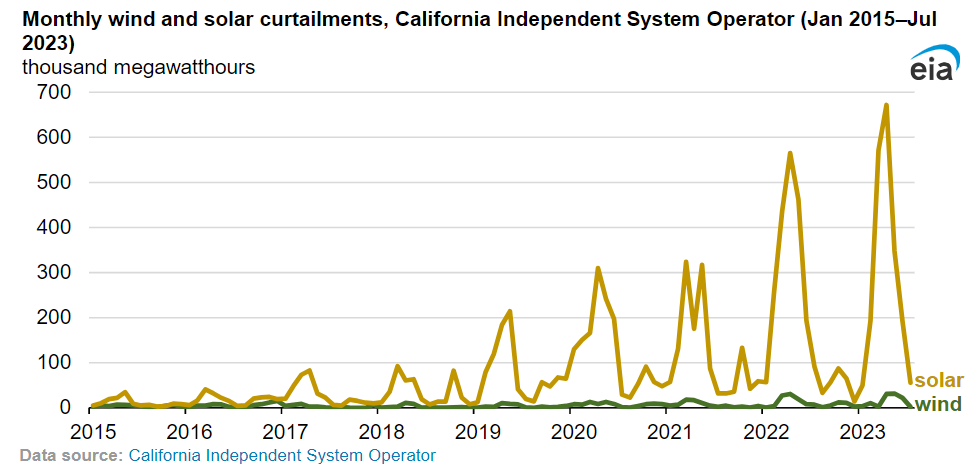 Monthly wind and solar curtailments, California Independent System Operator (Jan 2015–Jul
2023)
thousand megawatthours
eia
700
600
500
400
300
200
100
0
solar
wind
2015 2016 2017 2018 2019 2020 2021 2022 2023
Data source: California Independent System Operator